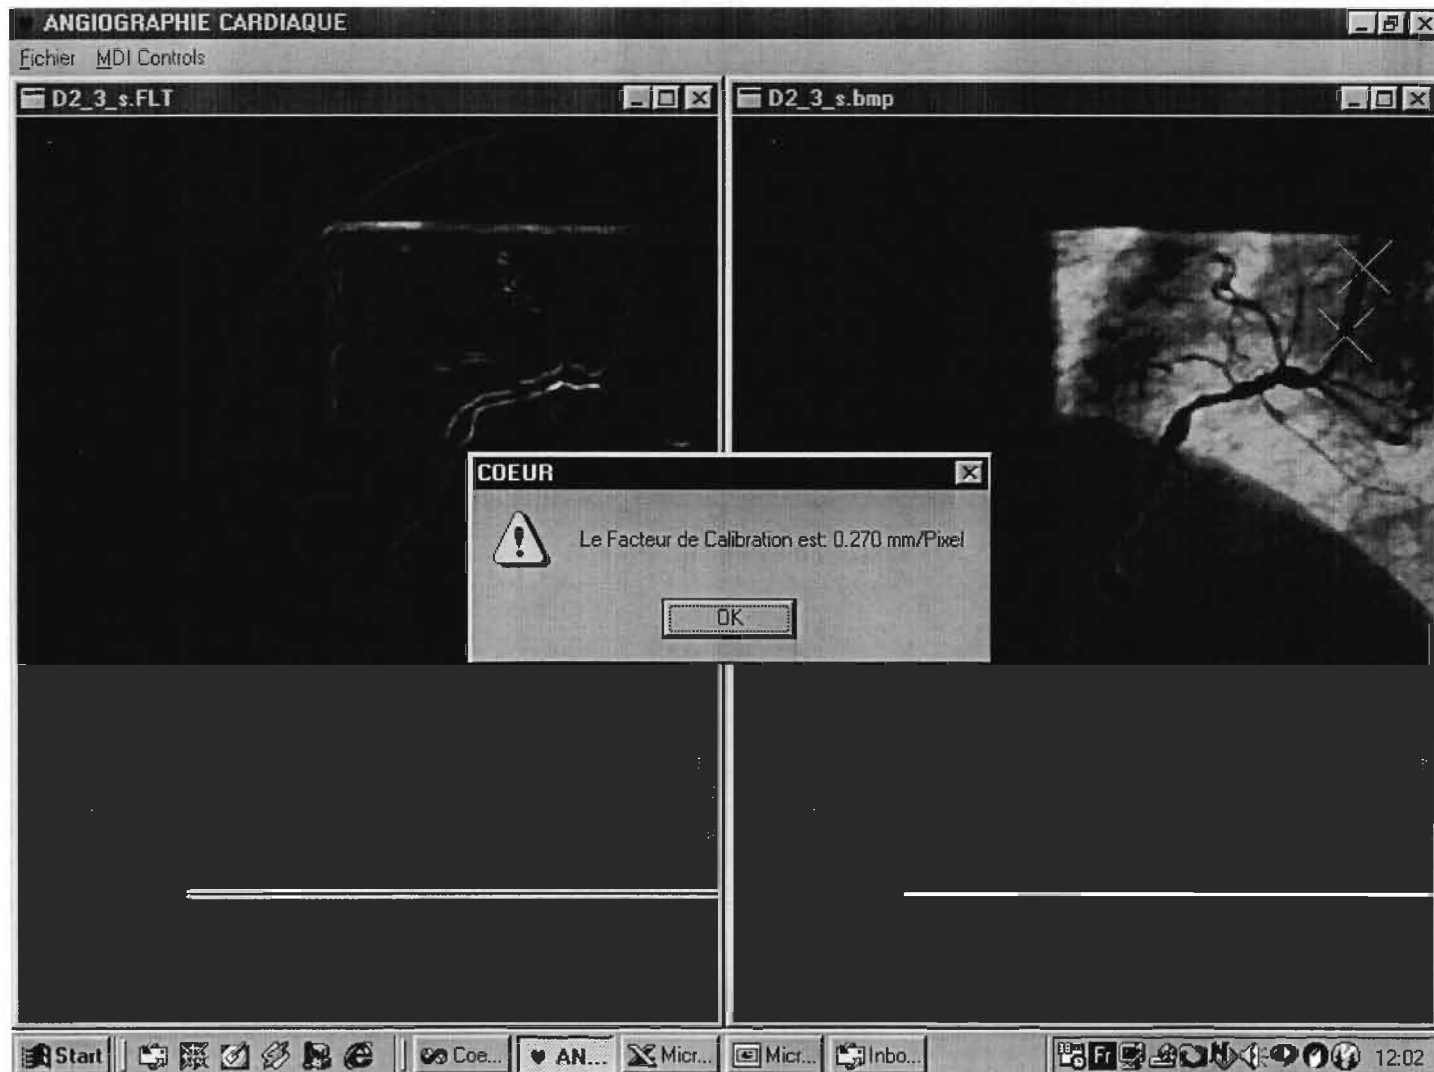 ANGIOGRAPHIE CARDIAQUE
Fichier MDI Controls
D2_3_s.FLT
D2_3_s.bmp
COEUR
Le Facteur de Calibration est: 0.270 mm/Pixel
OK
Start
Coe...
AN...
Micr...
Micr...
Inbo...
Fr
12:02